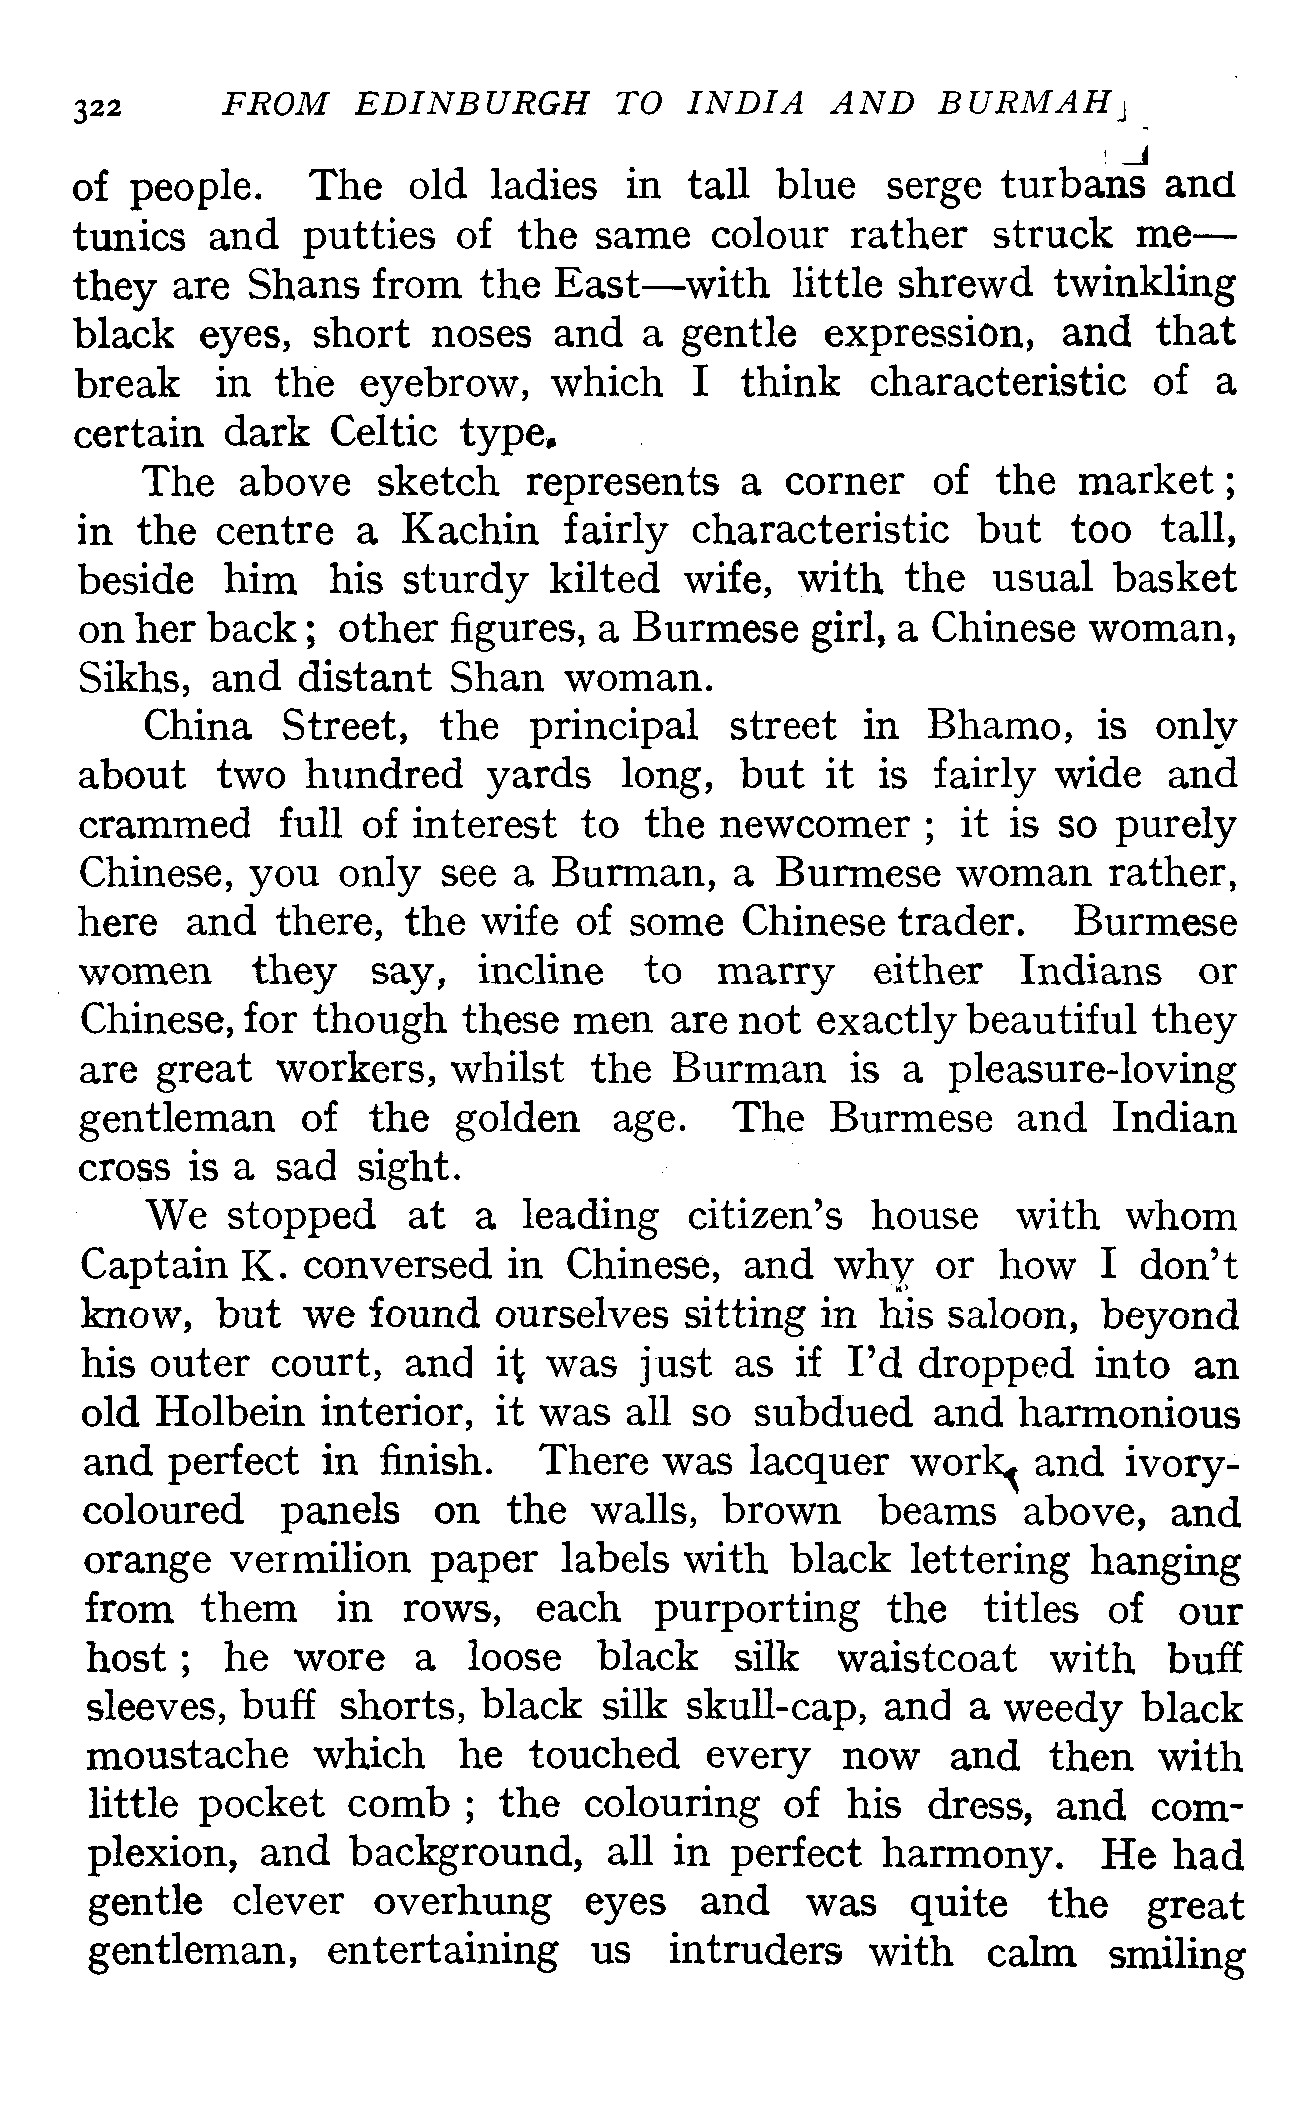 322 FROM EDINBURGH TO INDIA AND BURMAH
of people. The old ladies in tall blue serge turbans and
tunics and putties of the same colour rather struck me—
they are Shans from the East—with little shrewd twinkling
black eyes, short noses and a gentle expression, and that
break in the eyebrow, which I think characteristic of a
certain dark Celtic type.
The above sketch represents a corner of the market ;
in the centre a Kachin fairly characteristic but too tall,
beside him his sturdy kilted wife, with the usual basket
on her back ; other figures, a Burmese girl, a Chinese woman,
Sikhs, and distant Shan woman.
China Street, the principal street in Bhamo, is only
about two hundred yards long, but it is fairly wide and
crammed full of interest to the newcomer ; it is so purely
Chinese, you only see a Burman, a Burmese woman rather,
here and there, the wife of some Chinese trader. Burmese
women they say, incline to marry either Indians or
Chinese, for though these men are not exactly beautiful they
are great workers, whilst the Burman is a pleasure-loving
gentleman of the golden age. The Burmese and Indian
cross is a sad sight.
We stopped at a leading citizen's house with whom
Captain K. conversed in Chinese, and why or how I don't
know, but we found ourselves sitting in his saloon, beyond
his outer court, and it was just as if I'd dropped into an
old Holbein interior, it was all so subdued and harmonious
and perfect in finish. There was lacquer work, and ivory-
coloured panels on the walls, brown beams above, and
orange vermilion paper labels with black lettering hanging
from them in rows, each purporting the titles of our
host ; he wore a loose black silk waistcoat with buff
sleeves, buff shorts, black silk skull-cap, and a weedy black
moustache which he touched every now and then with
little pocket comb ; the colouring of his dress, and com-
plexion, and background, all in perfect harmony. He had
gentle clever overhung eyes and was quite the great
gentleman, entertaining us intruders with calm smiling